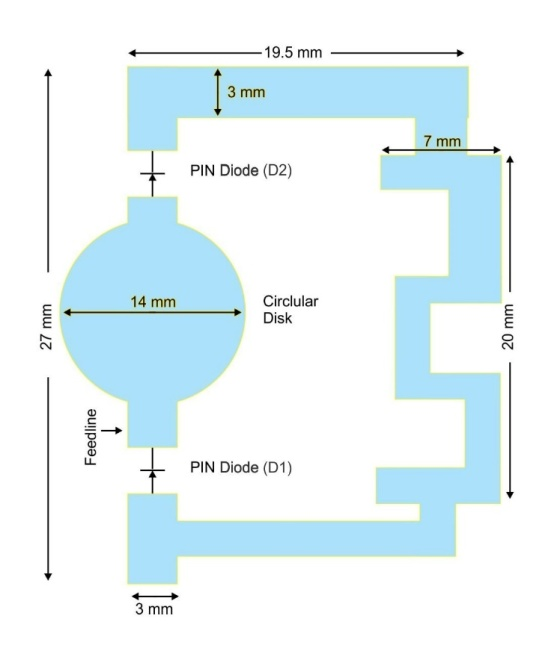 19.5 mm
3 mm
7 mm
PIN Diode (D2)
14 mm
Circlular
Disk
27 mm
20 mm
Feedline
PIN Diode (D1)
3 mm